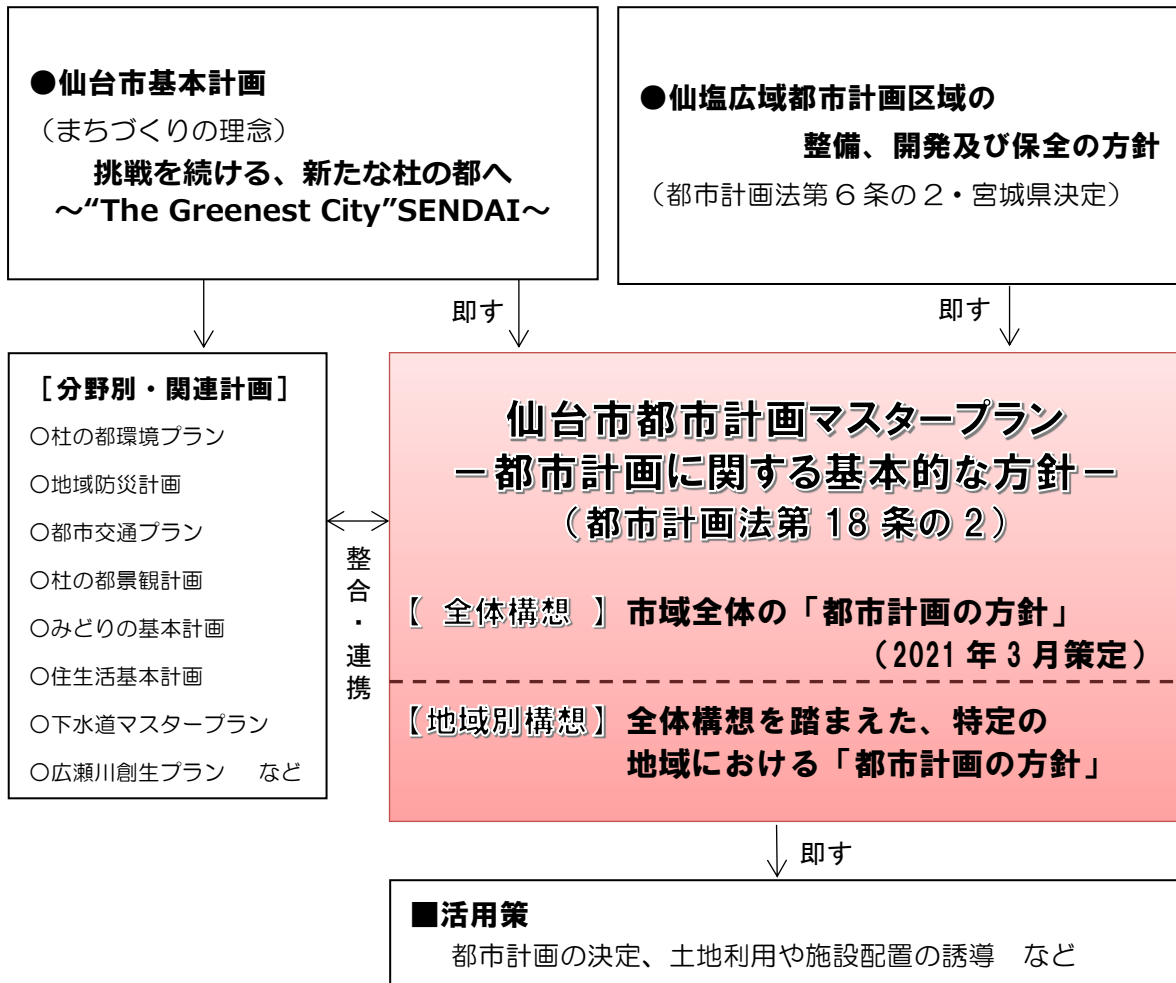 ●仙台市基本計画
（まちづくりの理念）
挑戦を続ける、新たな杜の都へ
～“The Greenest City”SENDAI～
●仙塩広域都市計画区域の
整備、開発及び保全の方針
（都市計画法第６条の２・宮城県決定）
即す
即す
［分野別・関連計画］
○杜の都環境プラン
○地域防災計画
○都市交通プラン
○杜の都景観計画
○みどりの基本計画
○住生活基本計画
○下水道マスタープラン
○広瀬川創生プラン　など
整合・連携
仙台市都市計画マスタープラン
－都市計画に関する基本的な方針－
（都市計画法第 18 条の２）
【 全体構想 】市域全体の「都市計画の方針」
（2021 年３月策定）
【地域別構想】全体構想を踏まえた、特定の
地域における「都市計画の方針」
即す
■活用策
都市計画の決定、土地利用や施設配置の誘導　など